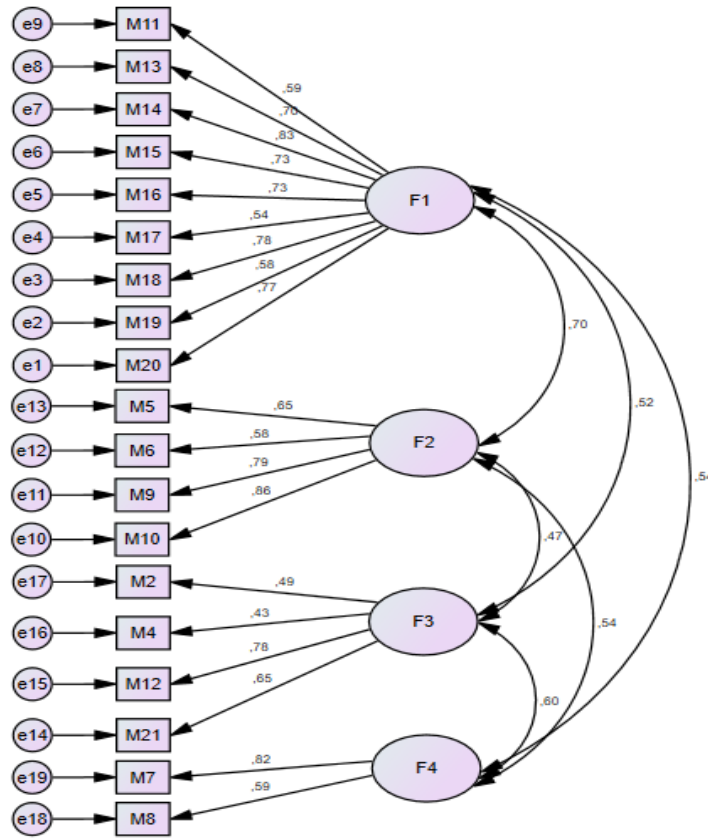 e9 M11
e8 M13
,59
,70
e7 M14
,83
e6 M15
,73
e5 M16
,73
F1
e4 M17
,54
e3 M18
,78
,58
e2 M19
,77
e1 M20
,70
e13 M5
,65
,52
e12 M6
,58
F2
e11 M9
,79
,54
e10 M10
,86
,47
e17 M2
,49
e16 M4
,43
F3
,54
e15 M12
,78
e14 M21
,65
,60
e19 M7
,82
F4
e18 M8
,59